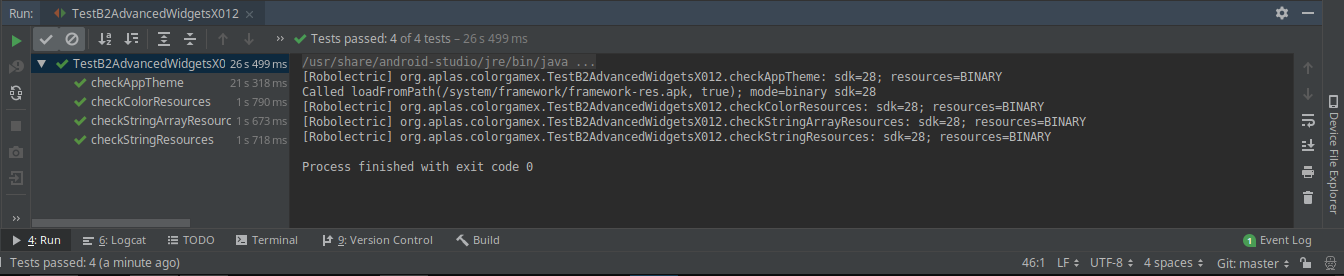 Run: TestB2AdvancedWidgetsX012 ×
» Tests passed: 4 of 4 tests – 26 s 499 ms
TestB2AdvancedWidgetsX0 26 s 499 ms
checkAppTheme 21 s 318 ms
checkColorResources 1 s 790 ms
checkStringArrayResourc 1 s 673 ms
checkStringResources 1 s 718 ms
/usr/share/android-studio/jre/bin/java ...
[Robolectric] org.aplas.colorgamex.TestB2AdvancedWidgetsX012.checkAppTheme: sdk=28; resources=BINARY
Called loadFromPath(/system/framework/framework-res.apk, true); mode=binary sdk=28
[Robolectric] org.aplas.colorgamex.TestB2AdvancedWidgetsX012.checkColorResources: sdk=28; resources=BINARY
[Robolectric] org.aplas.colorgamex.TestB2AdvancedWidgetsX012.checkStringArrayResources: sdk=28; resources=BINARY
[Robolectric] org.aplas.colorgamex.TestB2AdvancedWidgetsX012.checkStringResources: sdk=28; resources=BINARY
Process finished with exit code 0
Device File Explorer
»
4: Run 6: Logcat TODO Terminal 9: Version Control Build 1 Event Log
Tests passed: 4 (a minute ago) 46:1 LF UTF-8 4 spaces Git: master